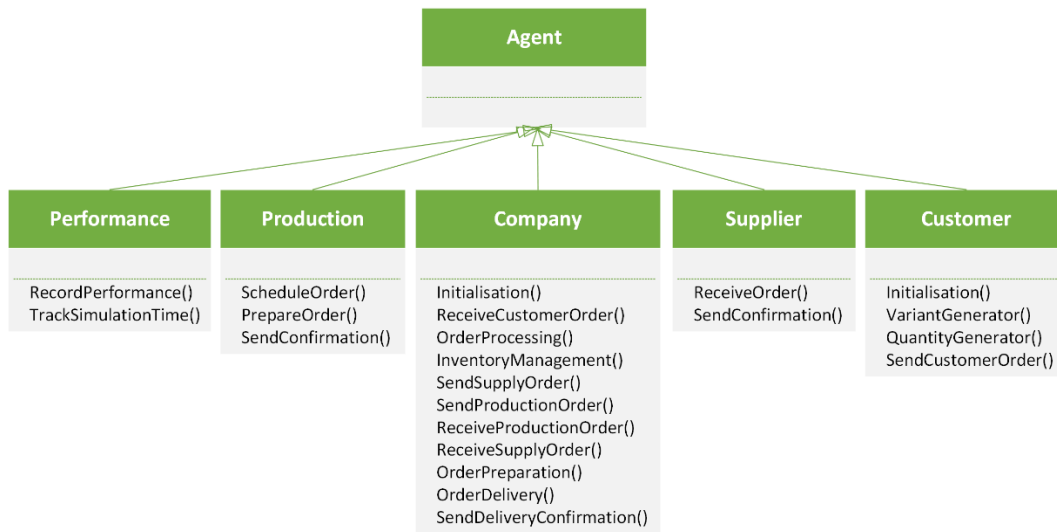 Agent
Performance
RecordPerformance()
TrackSimulationTime()
Production
ScheduleOrder()
PrepareOrder()
SendConfirmation()
Company
Initialisation()
ReceiveCustomerOrder()
OrderProcessing()
InventoryManagement()
SendSupplyOrder()
SendProductionOrder()
ReceiveProductionOrder()
ReceiveSupplyOrder()
OrderPreparation()
OrderDelivery()
SendDeliveryConfirmation()
Supplier
ReceiveOrder()
SendConfirmation()
Customer
Initialisation()
VariantGenerator()
QuantityGenerator()
SendCustomerOrder()